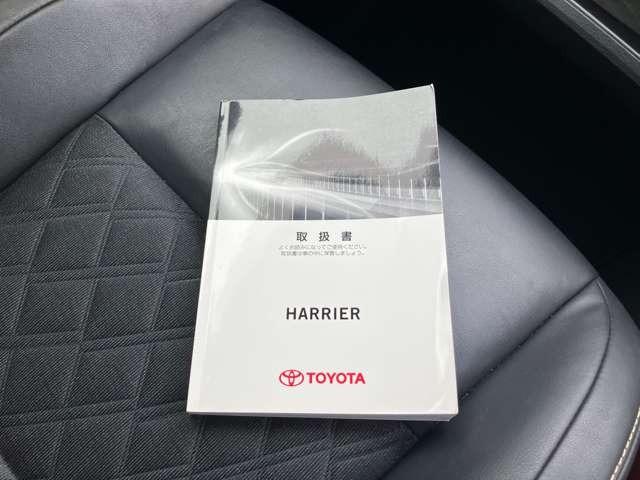 取扱書
よくお読みになってご使用ください。
取扱書は車の中に保管しましょう。
HARRIER
TOYOTA